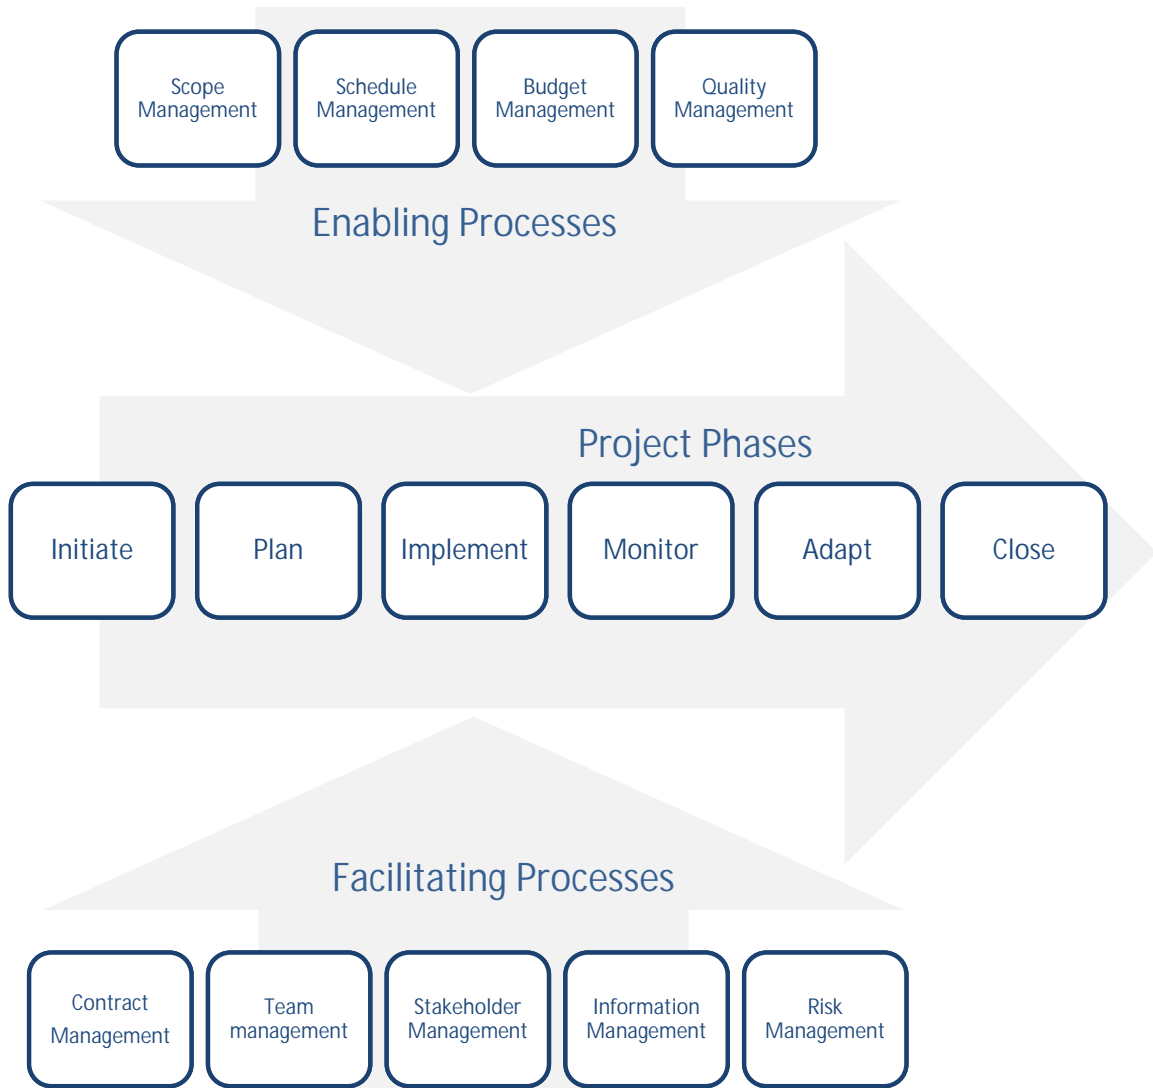 Scope
Management
Schedule
Management
Budget
Management
Quality
Management
Enabling Processes
Project Phases
Initiate
Plan
Implement
Monitor
Adapt
Close
Facilitating Processes
Contract
Management
Team
management
Stakeholder
Management
Information
Management
Risk
Management